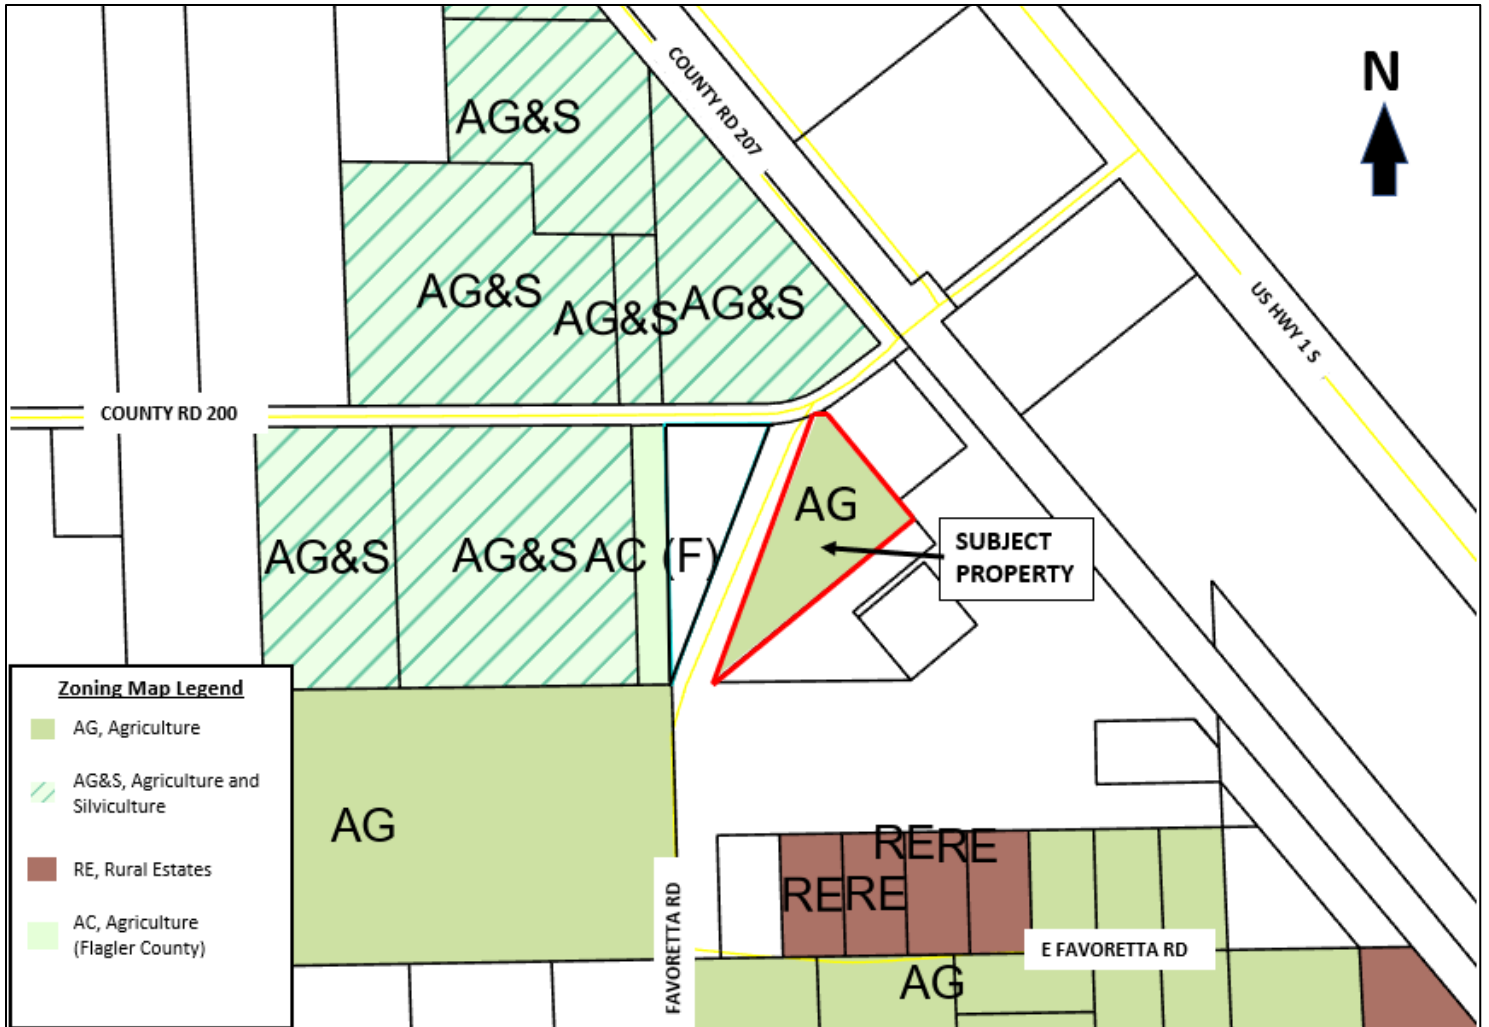 N
COUNTY RD 207
AG&S
AG&S
AG&S
AG&S
US HWY 1 S
COUNTY RD 200
AG
AG&S
AG&S
AC (F)
SUBJECT
PROPERTY
Zoning Map Legend
AG, Agriculture
AG&S, Agriculture and
Silviculture
RE, Rural Estates
AC, Agriculture
(Flagler County)
AG
RE
RE
RE
RE
FAVORETTA RD
E FAVORETTA RD
AG